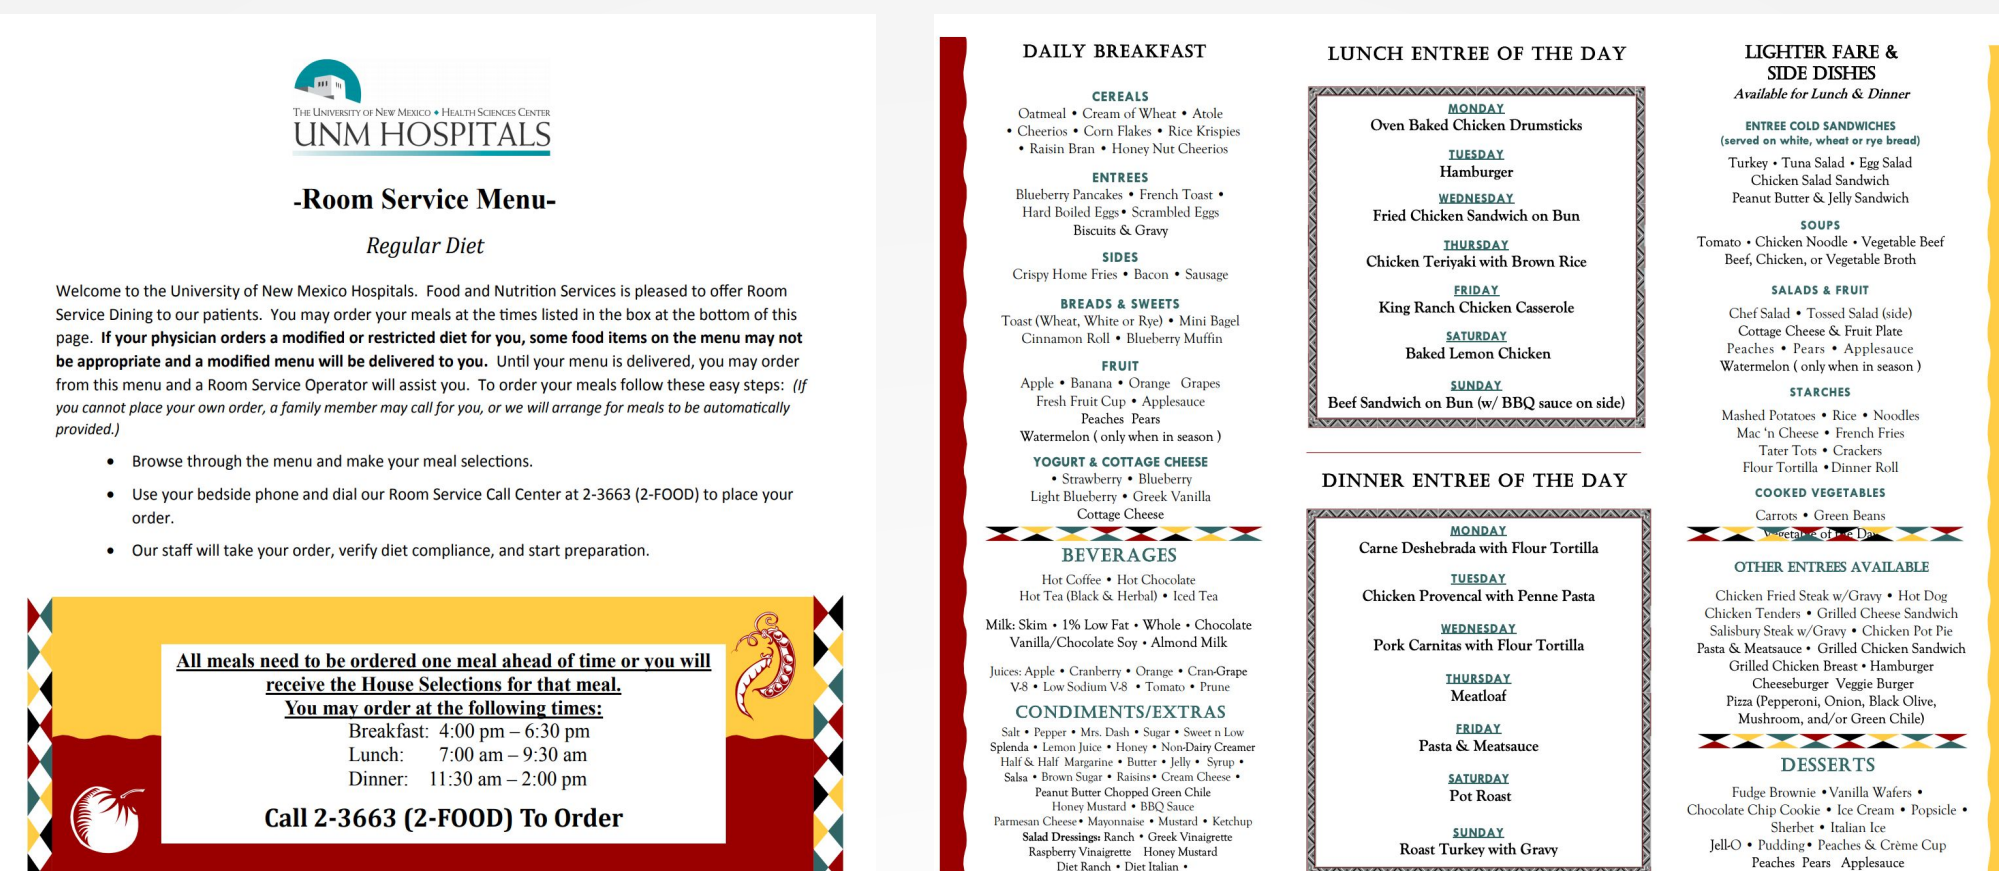 THE UNIVERSITY OF NEW MEXICO ♦ HEALTH SCIENCES CENTER
UNM HOSPITALS
-Room Service Menu-
Regular Diet
Welcome to the University of New Mexico Hospitals. Food and Nutrition Services is pleased to offer Room
Service Dining to our patients. You may order your meals at the times listed in the box at the bottom of this
page. If your physician orders a modified or restricted diet for you, some food items on the menu may not
be appropriate and a modified menu will be delivered to you. Until your menu is delivered, you may order
from this menu and a Room Service Operator will assist you. To order your meals follow these easy steps: (If
you cannot place your own order, a family member may call for you, or we will arrange for meals to be automatically
provided.)
• Browse through the menu and make your meal selections.
• Use your bedside phone and dial our Room Service Call Center at 2-3663 (2-FOOD) to place your
order.
• Our staff will take your order, verify diet compliance, and start preparation.
All meals need to be ordered one meal ahead of time or you will
receive the House Selections for that meal.
You may order at the following times:
Breakfast: 4:00 pm – 6:30 pm
Lunch: 7:00 am – 9:30 am
Dinner: 11:30 am – 2:00 pm
Call 2-3663 (2-FOOD) To Order
DAILY BREAKFAST
CEREALS
Oatmeal • Cream of Wheat • Atole
• Cheerios • Corn Flakes • Rice Krispies
• Raisin Bran • Honey Nut Cheerios
ENTREES
Blueberry Pancakes • French Toast •
Hard Boiled Eggs• Scrambled Eggs
Biscuits & Gravy
SIDES
Crispy Home Fries • Bacon • Sausage
BREADS & SWEETS
Toast (Wheat, White or Rye) • Mini Bagel
Cinnamon Roll • Blueberry Muffin
FRUIT
Apple • Banana • Orange Grapes
Fresh Fruit Cup • Applesauce
Peaches Pears
Watermelon ( only when in season )
YOGURT & COTTAGE CHEESE
• Strawberry • Blueberry
Light Blueberry • Greek Vanilla
Cottage Cheese
BEVERAGES
Hot Coffee • Hot Chocolate
Hot Tea (Black & Herbal) • Iced Tea
Milk: Skim • 1% Low Fat • Whole • Chocolate
Vanilla/Chocolate Soy • Almond Milk
Juices: Apple • Cranberry • Orange • Cran-Grape
V-8 • Low Sodium V-8 • Tomato • Prune
CONDIMENTS/EXTRAS
Salt • Pepper • Mrs. Dash • Sugar • Sweet n Low
Splenda • Lemon Juice • Honey • Non-Dairy Creamer
Half & Half Margarine • Butter • Jelly • Syrup •
Salsa • Brown Sugar • Raisins • Cream Cheese •
Peanut Butter Chopped Green Chile
Honey Mustard • BBQ Sauce
Parmesan Cheese • Mayonnaise • Mustard • Ketchup
Salad Dressings: Ranch • Greek Vinaigrette
Raspberry Vinaigrette Honey Mustard
Diet Ranch • Diet Italian •
LUNCH ENTREE OF THE DAY
MONDAY
Oven Baked Chicken Drumsticks
TUESDAY
Hamburger
WEDNESDAY
Fried Chicken Sandwich on Bun
THURSDAY
Chicken Teriyaki with Brown Rice
FRIDAY
King Ranch Chicken Casserole
SATURDAY
Baked Lemon Chicken
SUNDAY
Beef Sandwich on Bun (w/ BBQ sauce on side)
DINNER ENTREE OF THE DAY
MONDAY
Carne Deshebrada with Flour Tortilla
TUESDAY
Chicken Provencal with Penne Pasta
WEDNESDAY
Pork Carnitas with Flour Tortilla
THURSDAY
Meatloaf
FRIDAY
Pasta & Meatsauce
SATURDAY
Pot Roast
SUNDAY
Roast Turkey with Gravy
LIGHTER FARE &
SIDE DISHES
Available for Lunch & Dinner
ENTREE COLD SANDWICHES
(served on white, wheat or rye bread)
Turkey • Tuna Salad • Egg Salad
Chicken Salad Sandwich
Peanut Butter & Jelly Sandwich
SOUPS
Tomato • Chicken Noodle • Vegetable Beef
Beef, Chicken, or Vegetable Broth
SALADS & FRUIT
Chef Salad • Tossed Salad (side)
Cottage Cheese & Fruit Plate
Peaches • Pears • Applesauce
Watermelon ( only when in season )
STARCHES
Mashed Potatoes • Rice • Noodles
Mac 'n Cheese • French Fries
Tater Tots • Crackers
Flour Tortilla • Dinner Roll
COOKED VEGETABLES
Carrots • Green Beans
Vegetable of the Day
OTHER ENTREES AVAILABLE
Chicken Fried Steak w/Gravy • Hot Dog
Chicken Tenders • Grilled Cheese Sandwich
Salisbury Steak w/Gravy • Chicken Pot Pie
Pasta & Meatsauce • Grilled Chicken Sandwich
Grilled Chicken Breast • Hamburger
Cheeseburger Veggie Burger
Pizza (Pepperoni, Onion, Black Olive,
Mushroom, and/or Green Chile)
DESSERTS
Fudge Brownie • Vanilla Wafers •
Chocolate Chip Cookie • Ice Cream • Popsicle •
Sherbet • Italian Ice
Jell-O • Pudding • Peaches & Crème Cup
Peaches Pears Applesauce